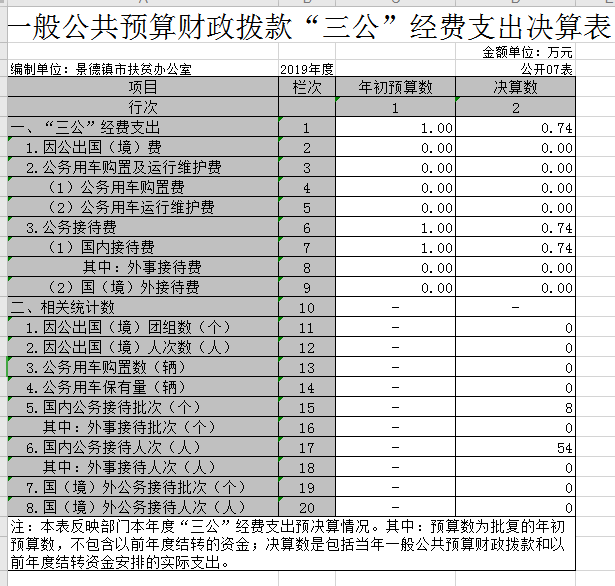 一般公共预算财政拨款“三公”经费支出决算表
金额单位：万元
编制单位：景德镇市扶贫办公室 2019年度 公开07表
项目 栏次 年初预算数 决算数
行次 1 2
一、“三公”经费支出 1 1.00 0.74
1.因公出国（境）费 2 0.00 0.00
2.公务用车购置及运行维护费 3 0.00 0.00
（1）公务用车购置费 4 0.00 0.00
（2）公务用车运行维护费 5 0.00 0.00
3.公务接待费 6 1.00 0.74
（1）国内接待费 7 1.00 0.74
其中：外事接待费 8 0.00 0.00
（2）国（境）外接待费 9 0.00 0.00
二、相关统计数 10 - -
1.因公出国（境）团组数（个） 11 - 0
2.因公出国（境）人次数（人） 12 - 0
3.公务用车购置数（辆） 13 - 0
4.公务用车保有量（辆） 14 - 0
5.国内公务接待批次（个） 15 - 8
其中：外事接待批次（个） 16 - 0
6.国内公务接待人次（人） 17 - 54
其中：外事接待人次（人） 18 - 0
7.国（境）外公务接待批次（个） 19 - 0
8.国（境）外公务接待人次（人） 20 - 0
注：本表反映部门本年度“三公”经费支出预决算情况。其中：预算数为批复的年初
预算数，不包含以前年度结转的资金；决算数是包括当年一般公共预算财政拨款和以
前年度结转资金安排的实际支出。